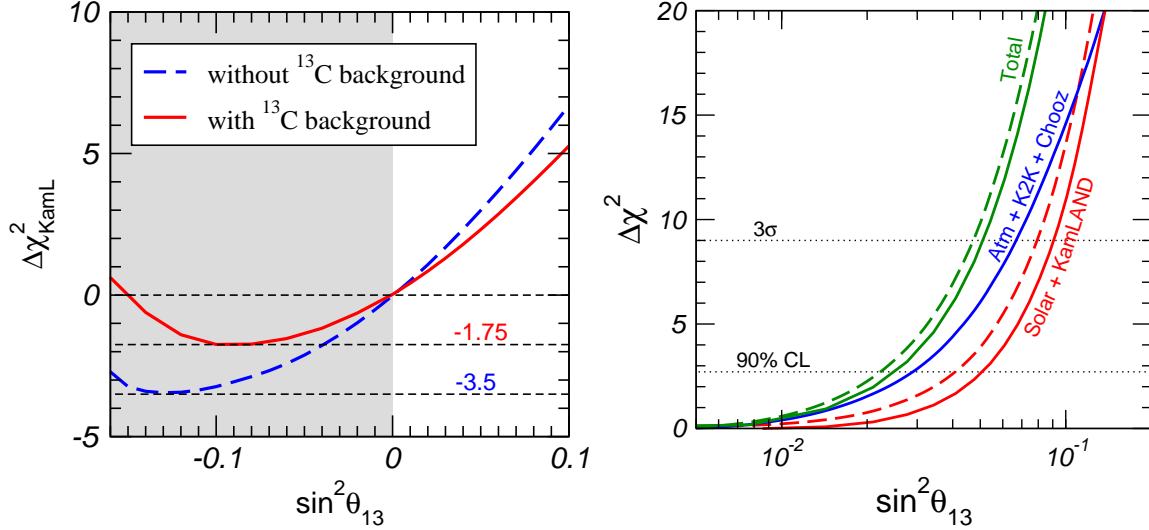 10
5
0
-5
Δχ²KamL
without ¹³C background
with ¹³C background
-1.75
-3.5
-0.1
0
0.1
sin²θ₁₃
20
15
10
5
0
Δχ²
Total
Atm + K2K + Chooz
Solar + KamLAND
3σ
90% CL
10⁻²
10⁻¹
sin²θ₁₃